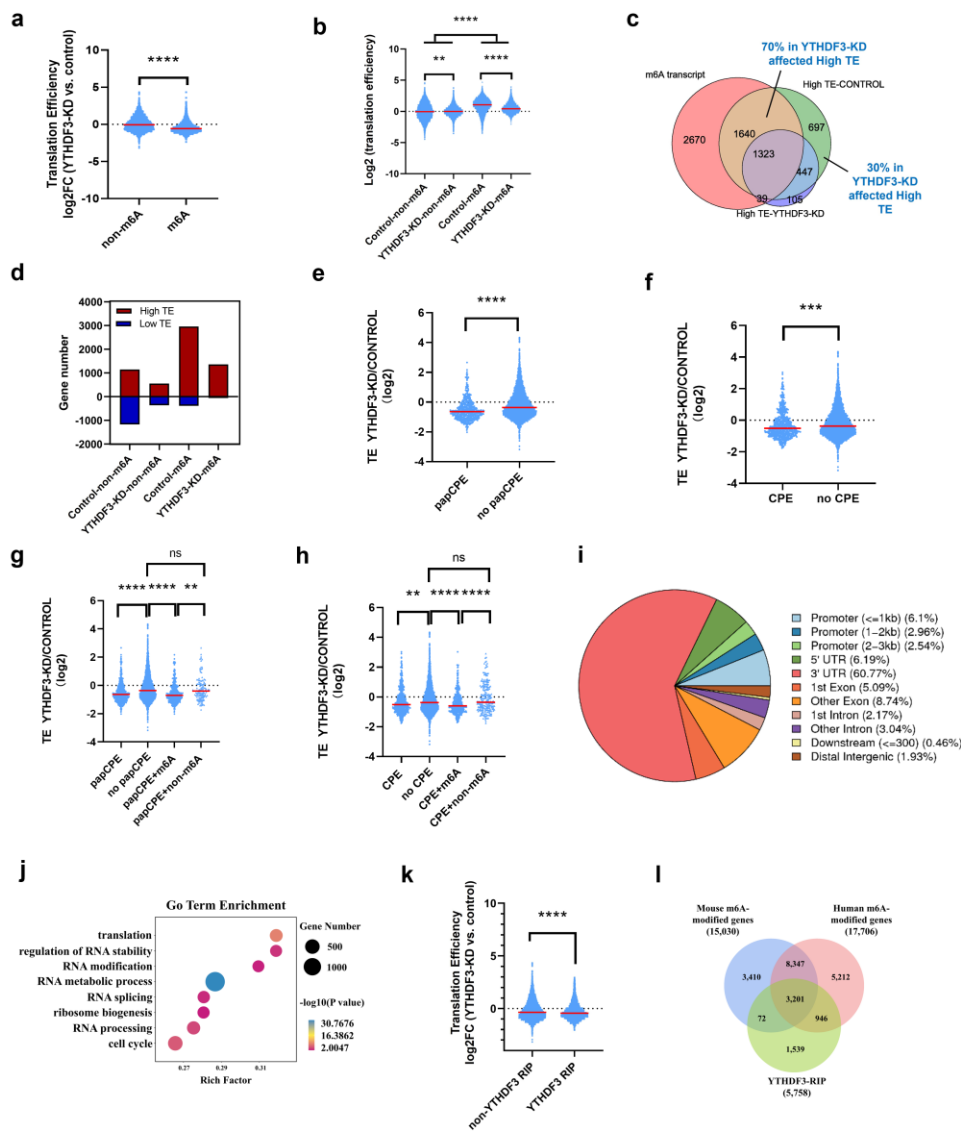 a
Translation Efficiency
log2FC (YTHDF3-KD vs. control)
10
5
0
-5
-10
****
non-m6A
m6A
b
Log2 (translation efficiency)
10
5
0
-5
-10
****
**
****
Control-non-m6A
YTHDF3-KD-non-m6A
Control-m6A
YTHDF3-KD-m6A
c
70% in YTHDF3-KD
affected High TE
m6A transcript
High TE-CONTROL
2670
1640
697
1323
447
39
105
High TE-YTHDF3-KD
30% in
YTHDF3-KD
affected High
TE
d
Gene number
4000
3000
2000
1000
0
-1000
-2000
High TE
Low TE
Control-non-m6A
YTHDF3-KD-non-m6A
Control-m6A
YTHDF3-KD-m6A
e
TE YTHDF3-KD/CONTROL
(log2)
6
4
2
0
-2
-4
****
papCPE
no papCPE
f
TE YTHDF3-KD/CONTROL
(log2)
6
4
2
0
-2
-4
***
CPE
no CPE
g
TE YTHDF3-KD/CONTROL
(log2)
6
4
2
0
-2
-4
ns
****
****
**
papCPE
no papCPE
papCPE+m6A
papCPE+non-m6A
h
TE YTHDF3-KD/CONTROL
(log2)
6
4
2
0
-2
-4
ns
**
****
****
CPE
no CPE
CPE+m6A
CPE+non-m6A
i
Promoter (<=1kb) (6.1%)
Promoter (1-2kb) (2.96%)
Promoter (2-3kb) (2.54%)
5' UTR (6.19%)
3' UTR (60.77%)
1st Exon (5.09%)
Other Exon (8.74%)
1st Intron (2.17%)
Other Intron (3.04%)
Downstream (<=300) (0.46%)
Distal Intergenic (1.93%)
j
Go Term Enrichment
translation
regulation of RNA stability
RNA modification
RNA metabolic process
RNA splicing
ribosome biogenesis
RNA processing
cell cycle
0.27
0.29
0.31
Rich Factor
Gene Number
500
1000
-log10(P value)
30.7676
16.3862
2.0047
k
Translation Efficiency
log2FC (YTHDF3-KD vs. control)
10
5
0
-5
-10
****
non-YTHDF3 RIP
YTHDF3 RIP
l
Mouse m6A-
modified genes
(15,030)
Human m6A-
modified genes
(17,706)
3,410
8,347
5,212
3,201
72
946
1,539
YTHDF3-RIP
(5,758)